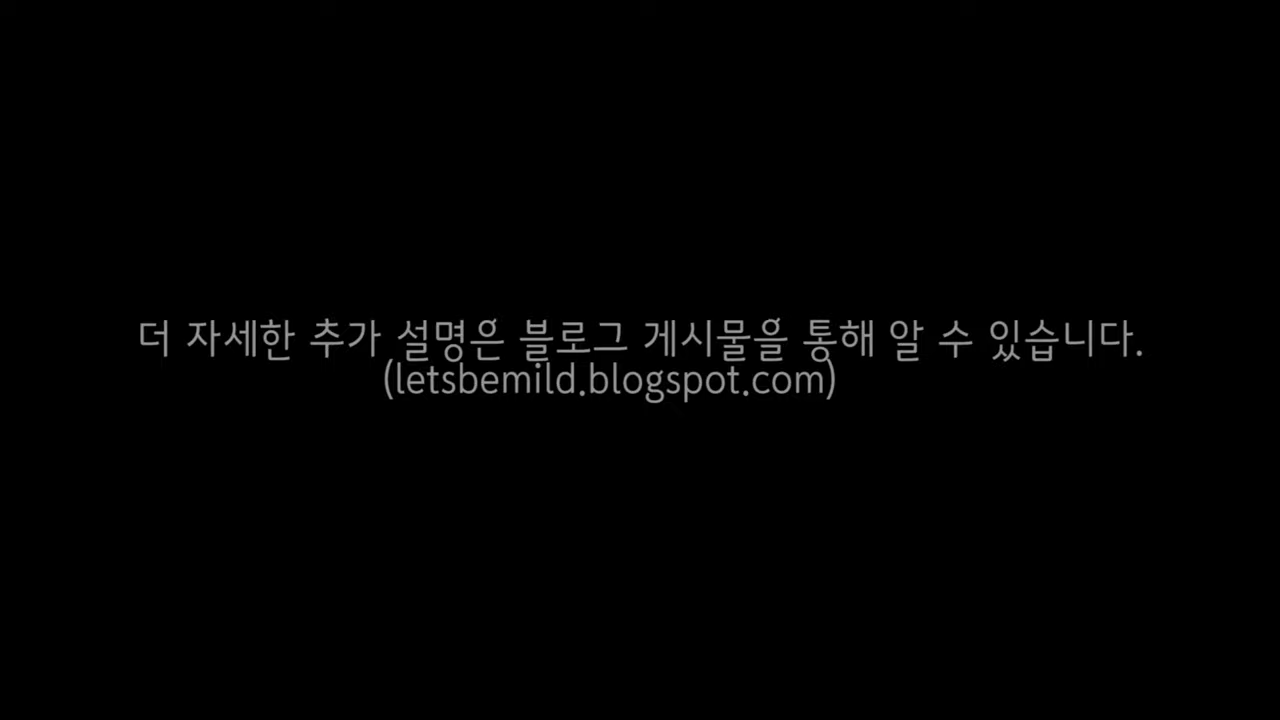 더 자세한 추가 설명은 블로그 게시물을 통해 알 수 있습니다.
(letsbemild.blogspot.com)